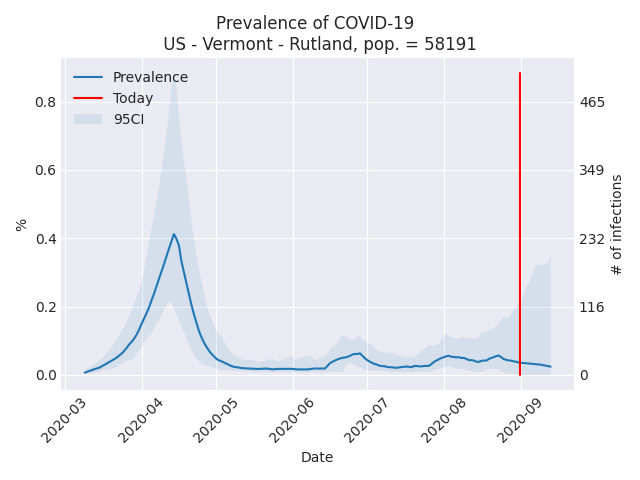 Prevalence of COVID-19
US - Vermont - Rutland, pop. = 58191
Prevalence
Today
95CI
0.8
0.6
0.4
0.2
0.0
%
465
349
232
116
0
# of infections
2020-03
2020-04
2020-05
2020-06
2020-07
2020-08
2020-09
Date